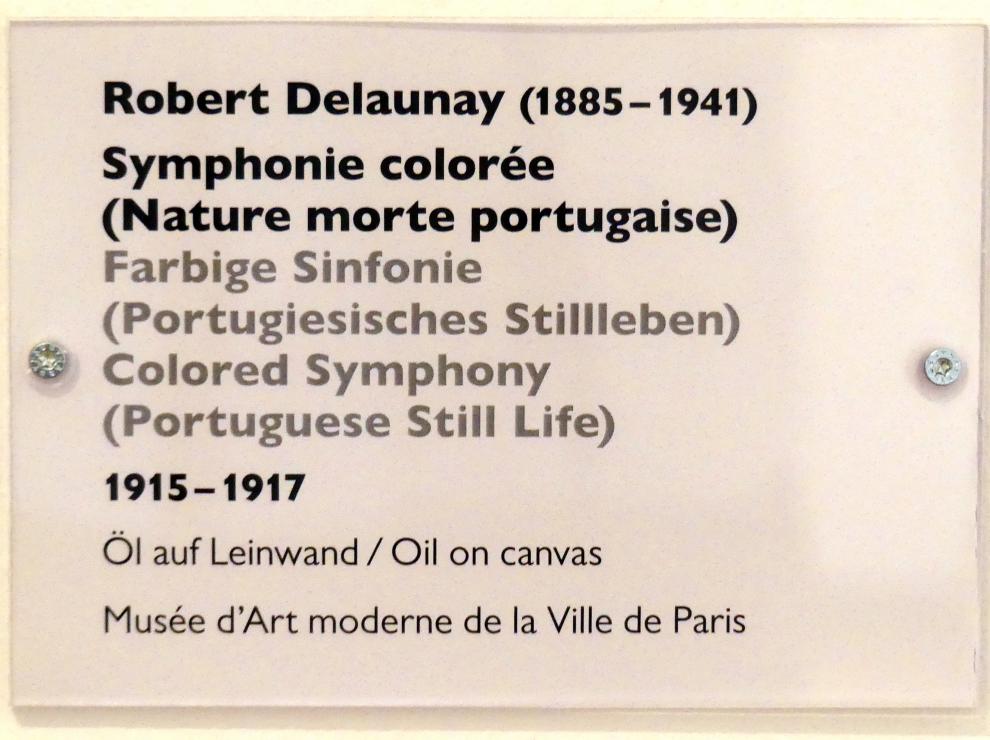 Robert Delaunay (1885–1941)
Symphonie colorée
(Nature morte portugaise)
Farbige Sinfonie
(Portugiesisches Stillleben)
Colored Symphony
(Portuguese Still Life)
1915–1917
Öl auf Leinwand / Oil on canvas
Musée d’Art moderne de la Ville de Paris